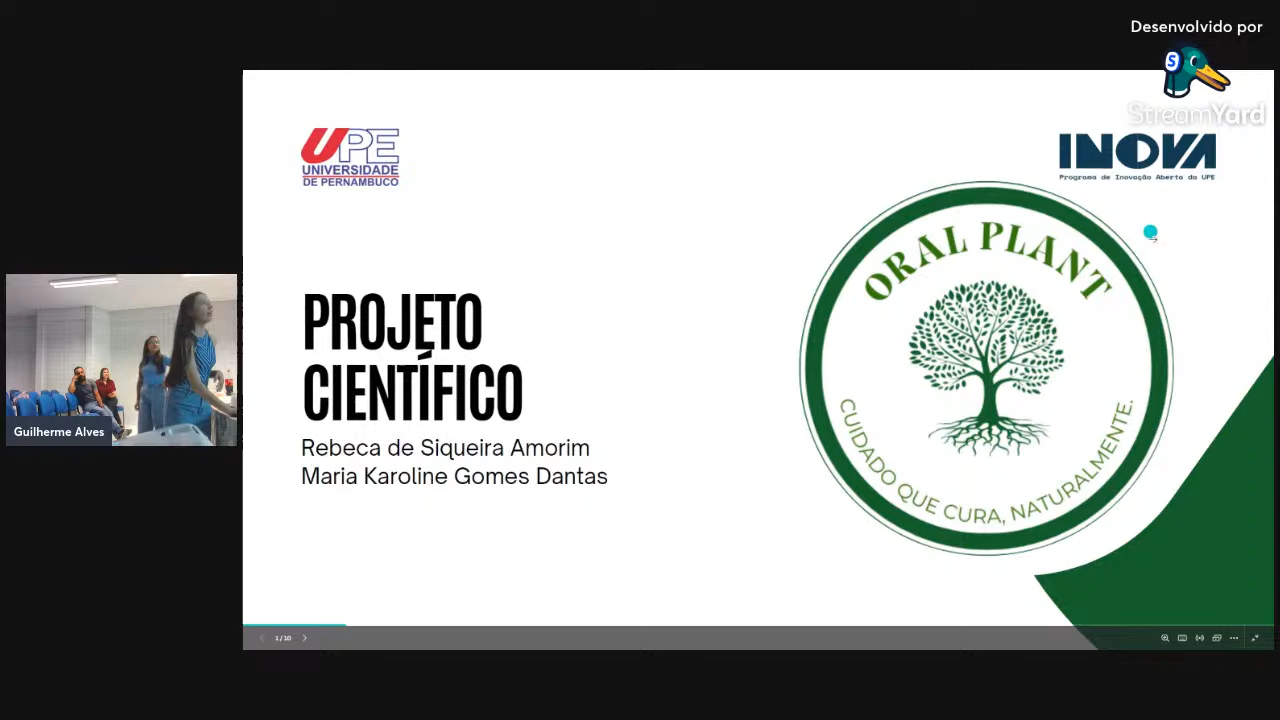 Desenvolvido por
StreamYard
UPE
UNIVERSIDADE
DE PERNAMBUCO
INOVA
Programa de Inovação Aberta da UPE
ORAL PLANT
CUIDADO QUE CURA, NATURALMENTE.
PROJETO
CIENTÍFICO
Rebeca de Siqueira Amorim
Maria Karoline Gomes Dantas
Guilherme Alves
1/10